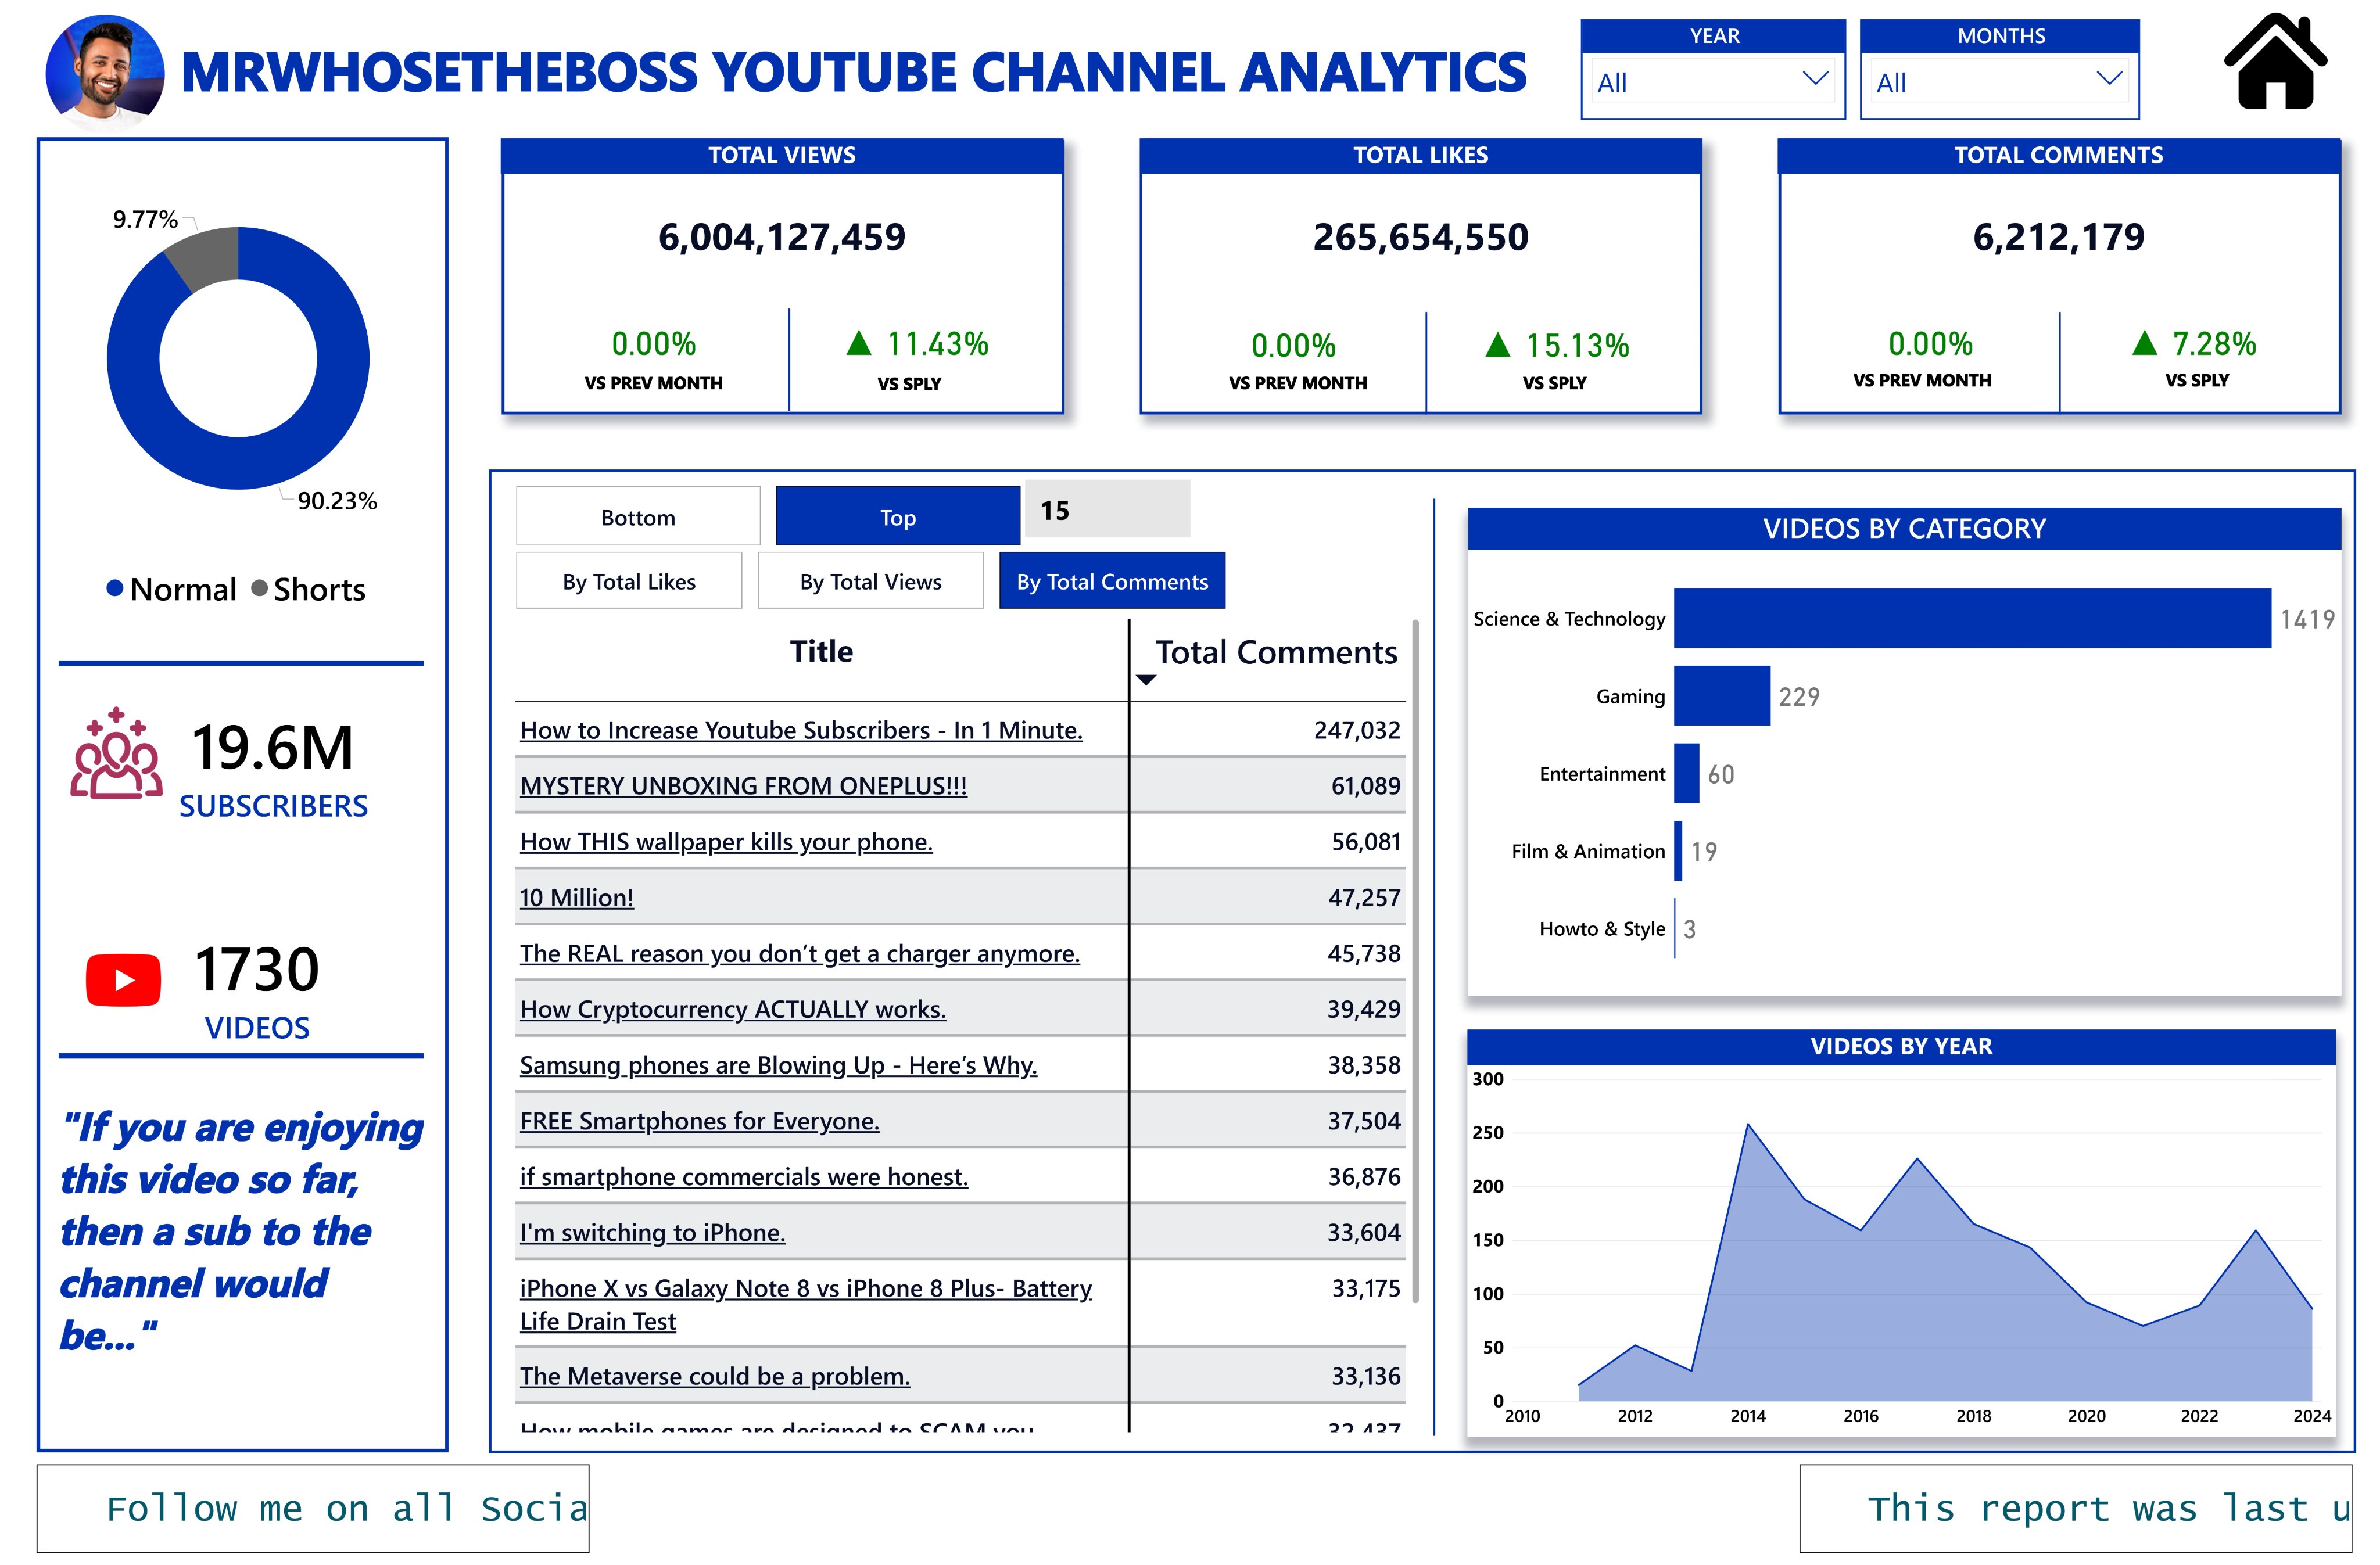 MRWHOSETHEBOSS YOUTUBE CHANNEL ANALYTICS
YEAR
All
MONTHS
All
9.77%
90.23%
Normal Shorts
19.6M
SUBSCRIBERS
1730
VIDEOS
"If you are enjoying
this video so far,
then a sub to the
channel would
be..."
TOTAL VIEWS
6,004,127,459
0.00%
VS PREV MONTH
▲ 11.43%
VS SPLY
TOTAL LIKES
265,654,550
0.00%
VS PREV MONTH
▲ 15.13%
VS SPLY
TOTAL COMMENTS
6,212,179
0.00%
VS PREV MONTH
▲ 7.28%
VS SPLY
Bottom Top 15
By Total Likes By Total Views By Total Comments
Title Total Comments
How to Increase Youtube Subscribers - In 1 Minute. 247,032
MYSTERY UNBOXING FROM ONEPLUS!!! 61,089
How THIS wallpaper kills your phone. 56,081
10 Million! 47,257
The REAL reason you don’t get a charger anymore. 45,738
How Cryptocurrency ACTUALLY works. 39,429
Samsung phones are Blowing Up - Here’s Why. 38,358
FREE Smartphones for Everyone. 37,504
if smartphone commercials were honest. 36,876
I'm switching to iPhone. 33,604
iPhone X vs Galaxy Note 8 vs iPhone 8 Plus- Battery 33,175
Life Drain Test
The Metaverse could be a problem. 33,136
How mobile games are designed to SCAM you 32,437
VIDEOS BY CATEGORY
Science & Technology 1419
Gaming 229
Entertainment 60
Film & Animation 19
Howto & Style 3
VIDEOS BY YEAR
300
250
200
150
100
50
0
2010 2012 2014 2016 2018 2020 2022 2024
Follow me on all Socia
This report was last u